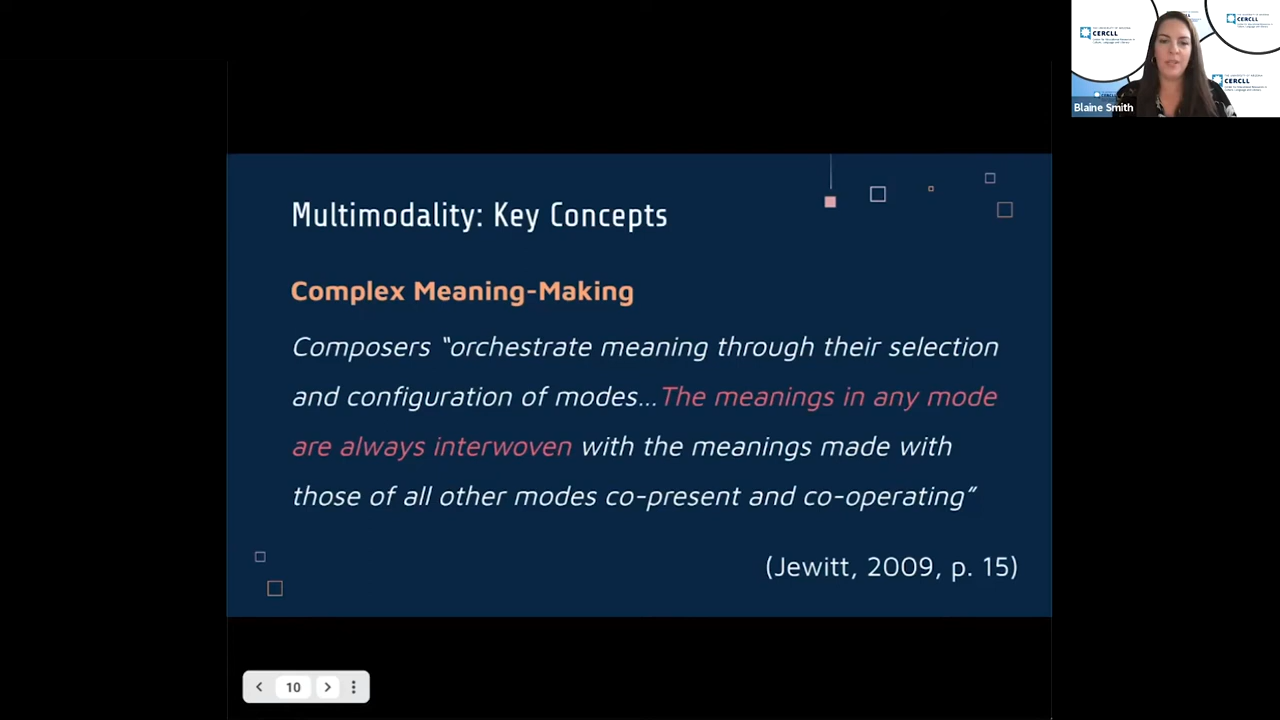 Multimodality: Key Concepts
Complex Meaning-Making
Composers “orchestrate meaning through their selection
and configuration of modes...The meanings in any mode
are always interwoven with the meanings made with
those of all other modes co-present and co-operating”
(Jewitt, 2009, p. 15)
10
CERCLL
CERCLL
CERCLL
Blaine Smith